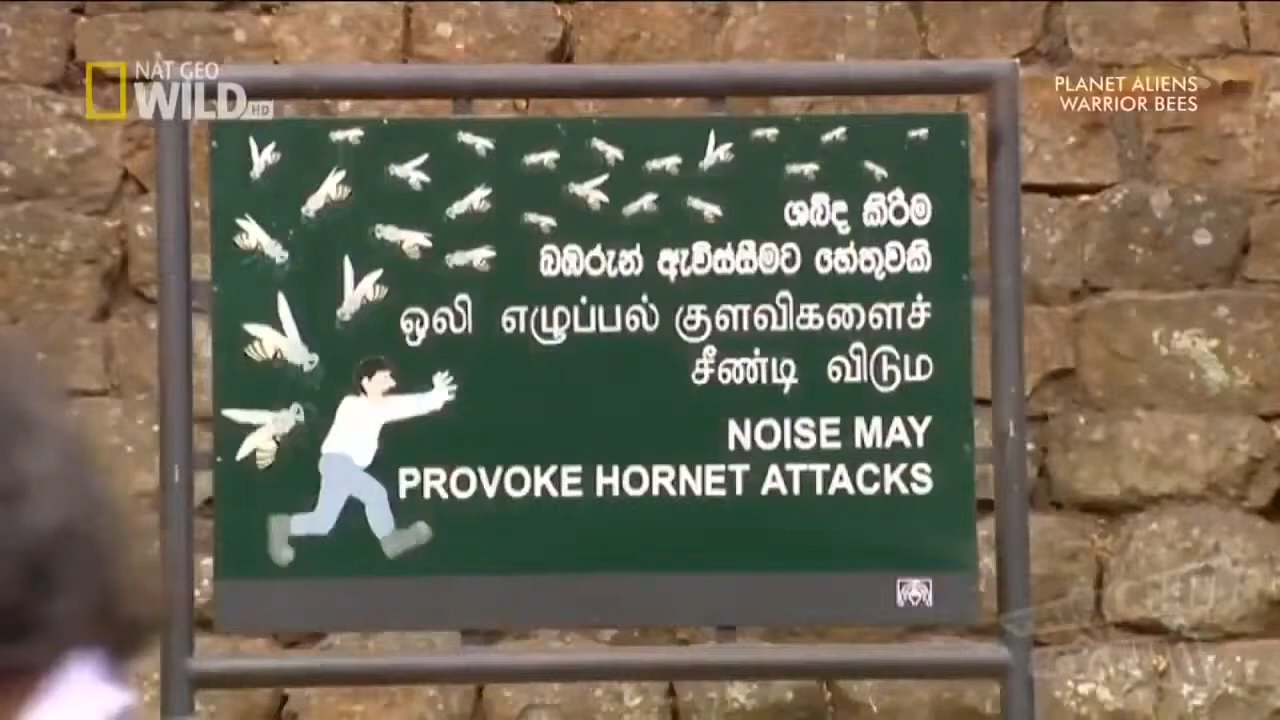 NAT GEO
WILD HD
PLANET ALIENS
WARRIOR BEES
ශබ්ද කිරීම
බඹරුන් ඇවිස්සීමට හේතුවකි
ஒலி எழுப்பல் குளவிகளைச்
சீண்டி விடும
NOISE MAY
PROVOKE HORNET ATTACKS